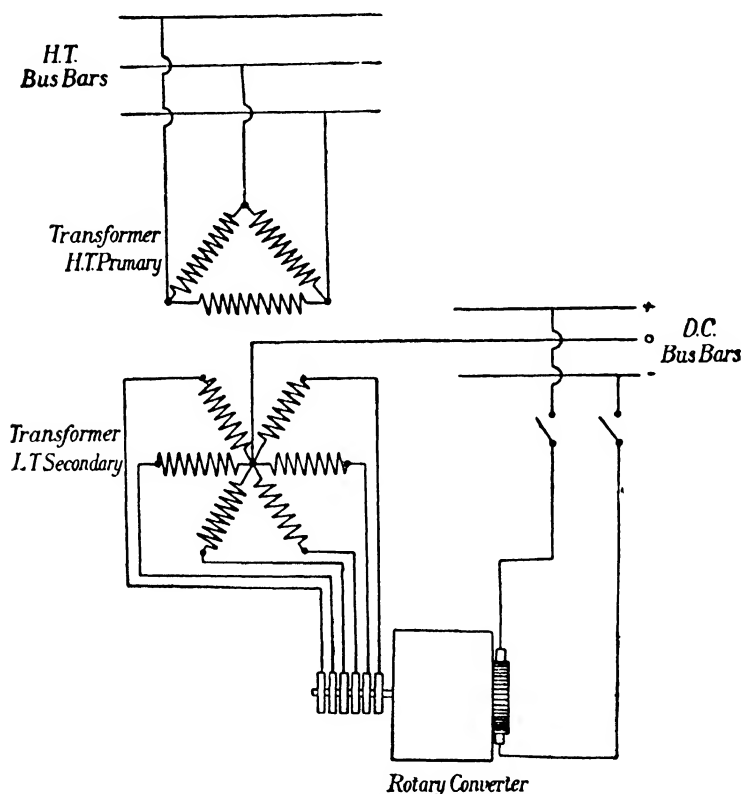 H.T.
Bus Bars
Transformer
H.T. Primary
+
o
-
D.C.
Bus Bars
Transformer
L.T Secondary
Rotary Converter